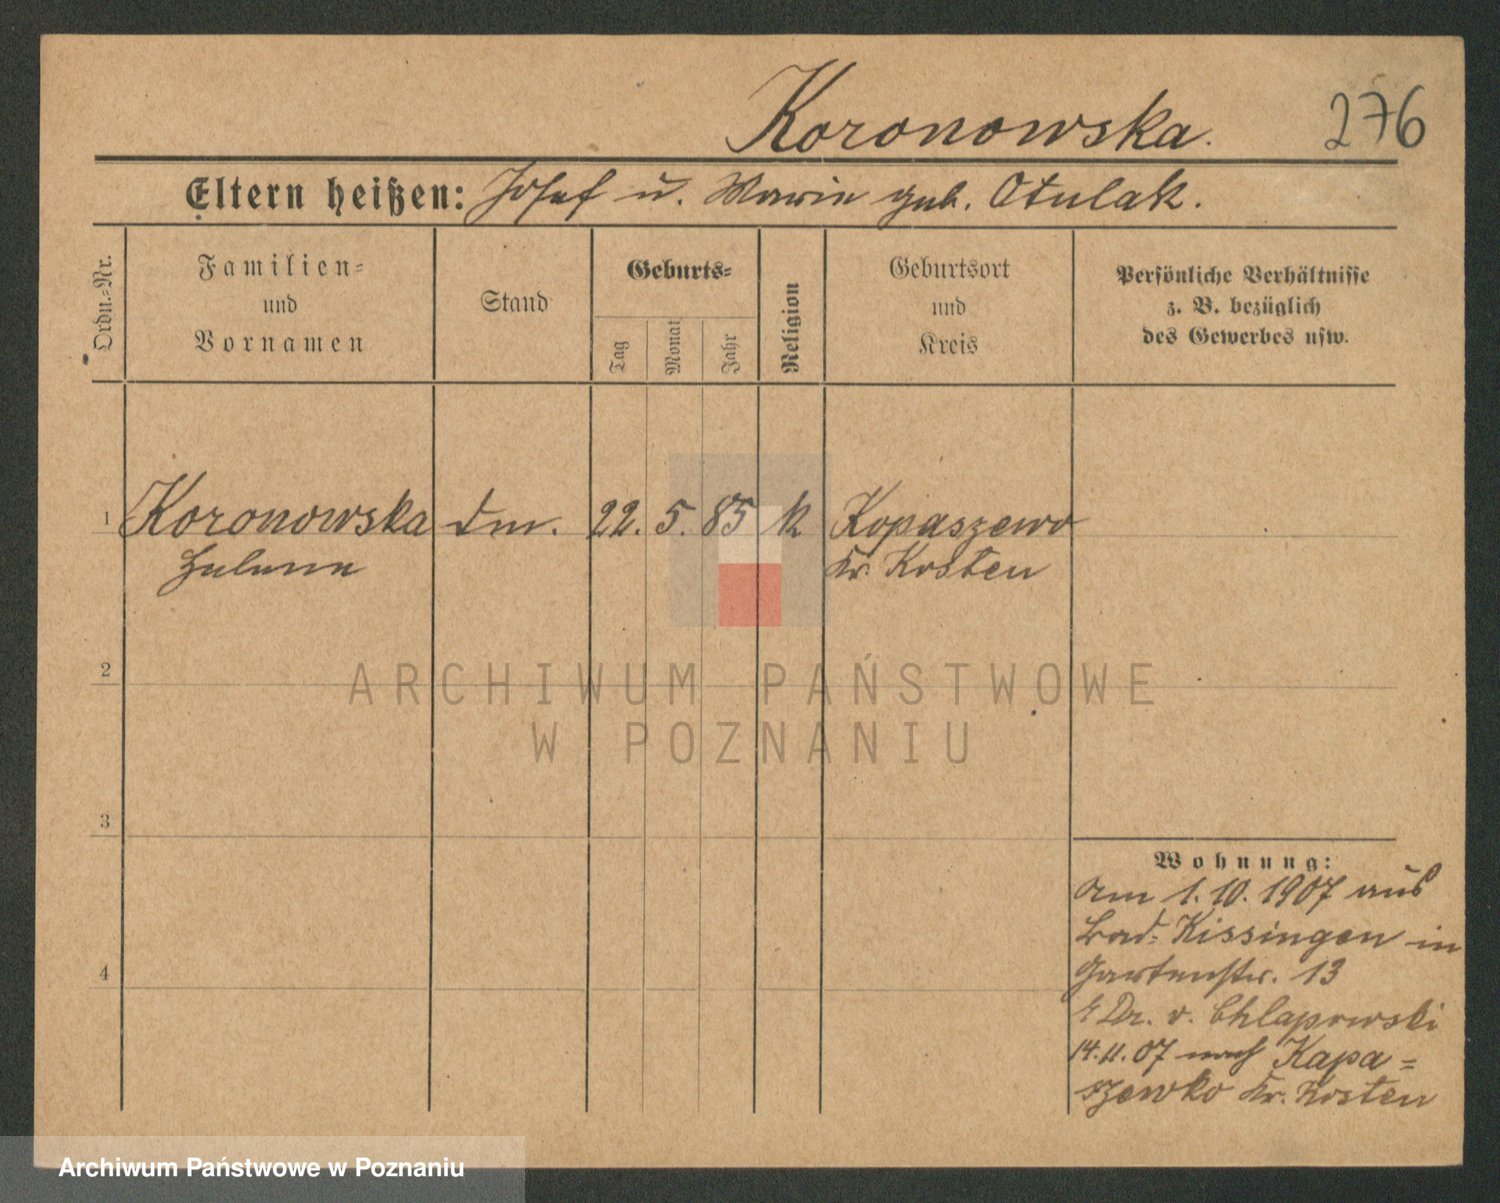 Koronowska. 276
Eltern heißen: Josef u. Marie geb. Otulak.
Ordn.-Nr.
Familien-
und
Vornamen
Stand
Geburts-
Tag
Monat
Jahr
Religion
Geburtsort
und
Kreis
Persönliche Verhältnisse
z. B. bezüglich
des Gewerbes usw.
1 Koronowska 22. 5. 85 k Kopaszewo
Helene Kr. Kosten
2
ARCHIWUM PAŃSTWOWE
W POZNANIU
3
Wohnung:
am 1. 10. 1907 aus
Bad-Kissingen in
4 Gartenstr. 13
Dr. v. Chlapowski
14.11.07 nach Kopa=
szewko Kr. Kosten
Archiwum Państwowe w Poznaniu